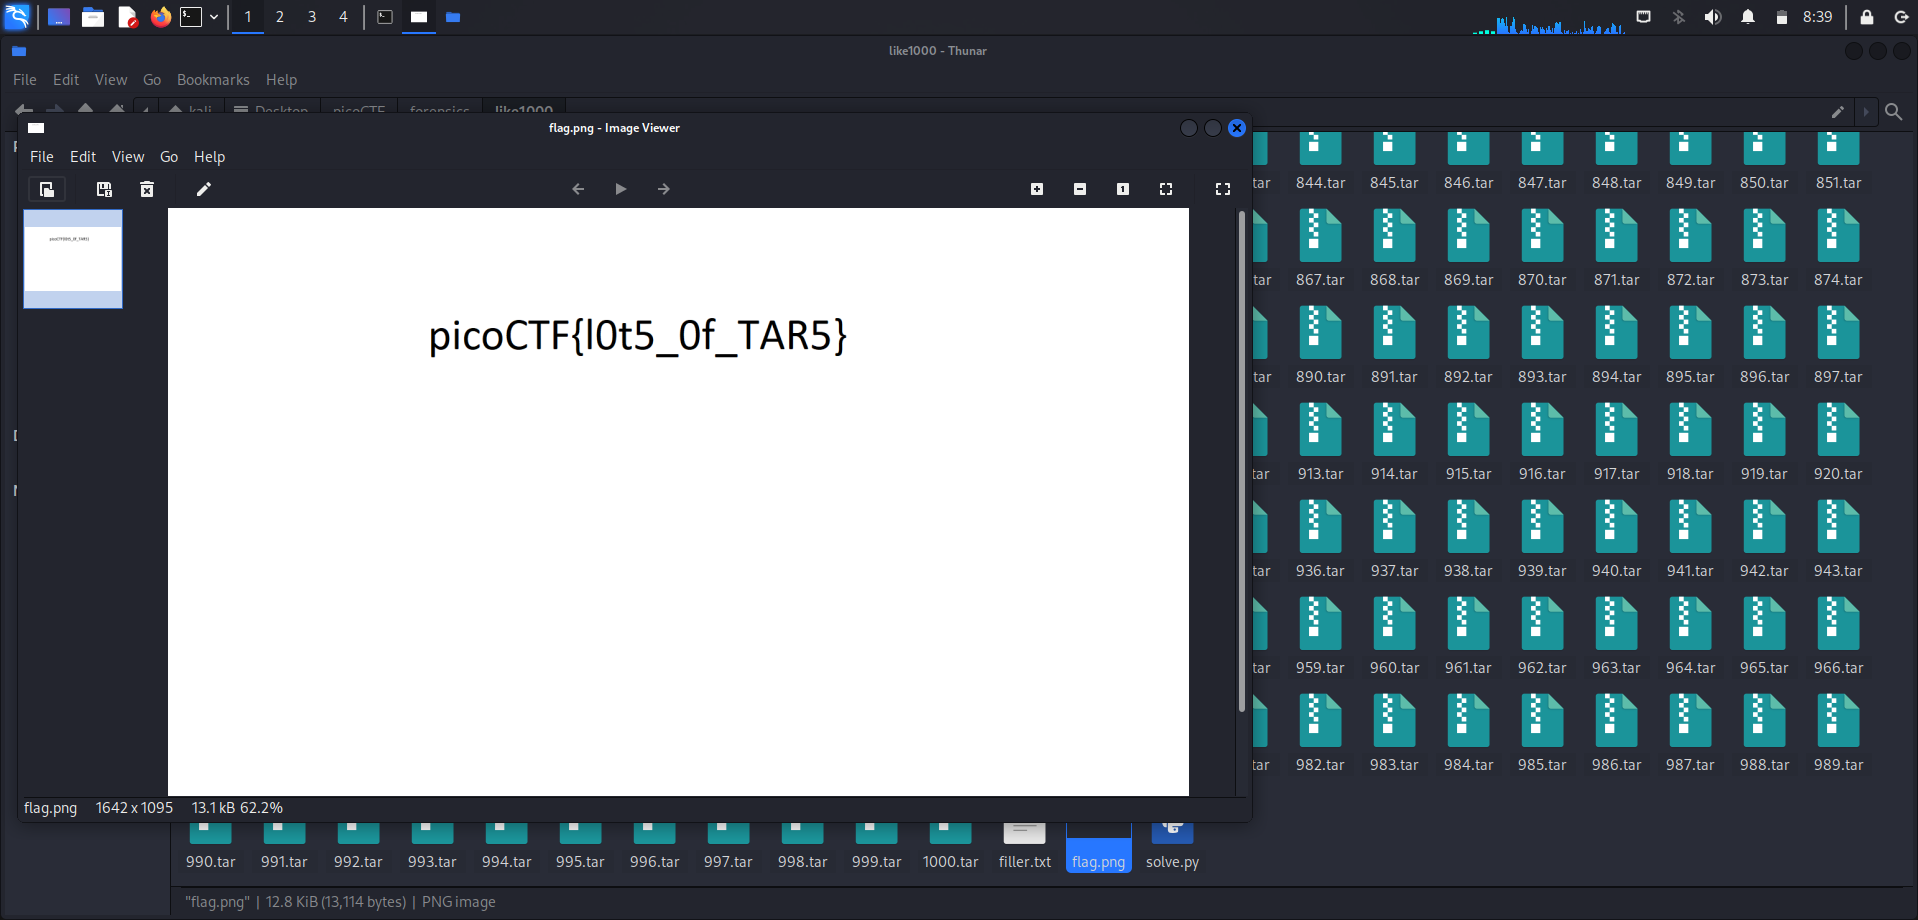 1 2 3 4 8:39
like1000 - Thunar
File Edit View Go Bookmarks Help
kali Desktop picoCTF forensics like1000
flag.png - Image Viewer
File Edit View Go Help
picoCTF{l0t5_0f_TAR5}
picoCTF{l0t5_0f_TAR5}
flag.png 1642 x 1095 13.1 kB 62.2%
tar 844.tar 845.tar 846.tar 847.tar 848.tar 849.tar 850.tar 851.tar
tar 867.tar 868.tar 869.tar 870.tar 871.tar 872.tar 873.tar 874.tar
tar 890.tar 891.tar 892.tar 893.tar 894.tar 895.tar 896.tar 897.tar
tar 913.tar 914.tar 915.tar 916.tar 917.tar 918.tar 919.tar 920.tar
tar 936.tar 937.tar 938.tar 939.tar 940.tar 941.tar 942.tar 943.tar
tar 959.tar 960.tar 961.tar 962.tar 963.tar 964.tar 965.tar 966.tar
tar 982.tar 983.tar 984.tar 985.tar 986.tar 987.tar 988.tar 989.tar
990.tar 991.tar 992.tar 993.tar 994.tar 995.tar 996.tar 997.tar 998.tar 999.tar 1000.tar filler.txt flag.png solve.py
"flag.png" | 12.8 KiB (13,114 bytes) | PNG image